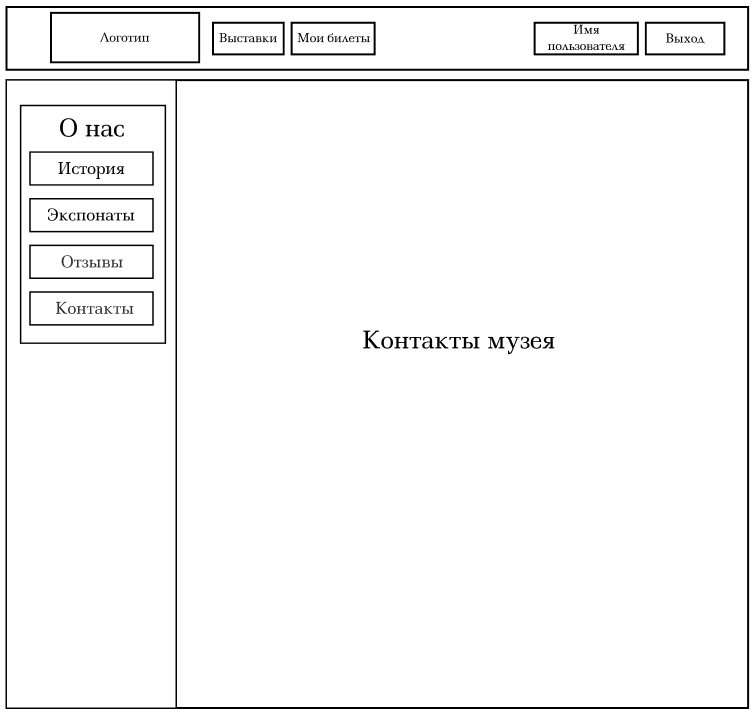 Логотип
Выставки
Мои билеты
Имя
пользователя
Выход
О нас
История
Экспонаты
Отзывы
Контакты
Контакты музея